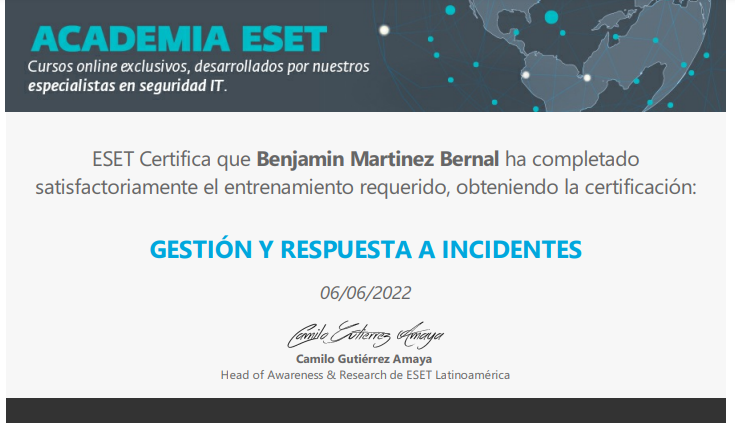 ACADEMIA ESET
Cursos online exclusivos, desarrollados por nuestros
especialistas en seguridad IT.
ESET Certifica que Benjamin Martinez Bernal ha completado
satisfactoriamente el entrenamiento requerido, obteniendo la certificación:
GESTIÓN Y RESPUESTA A INCIDENTES
06/06/2022
Camilo Gutierrez Amaya
Camilo Gutiérrez Amaya
Head of Awareness & Research de ESET Latinoamérica